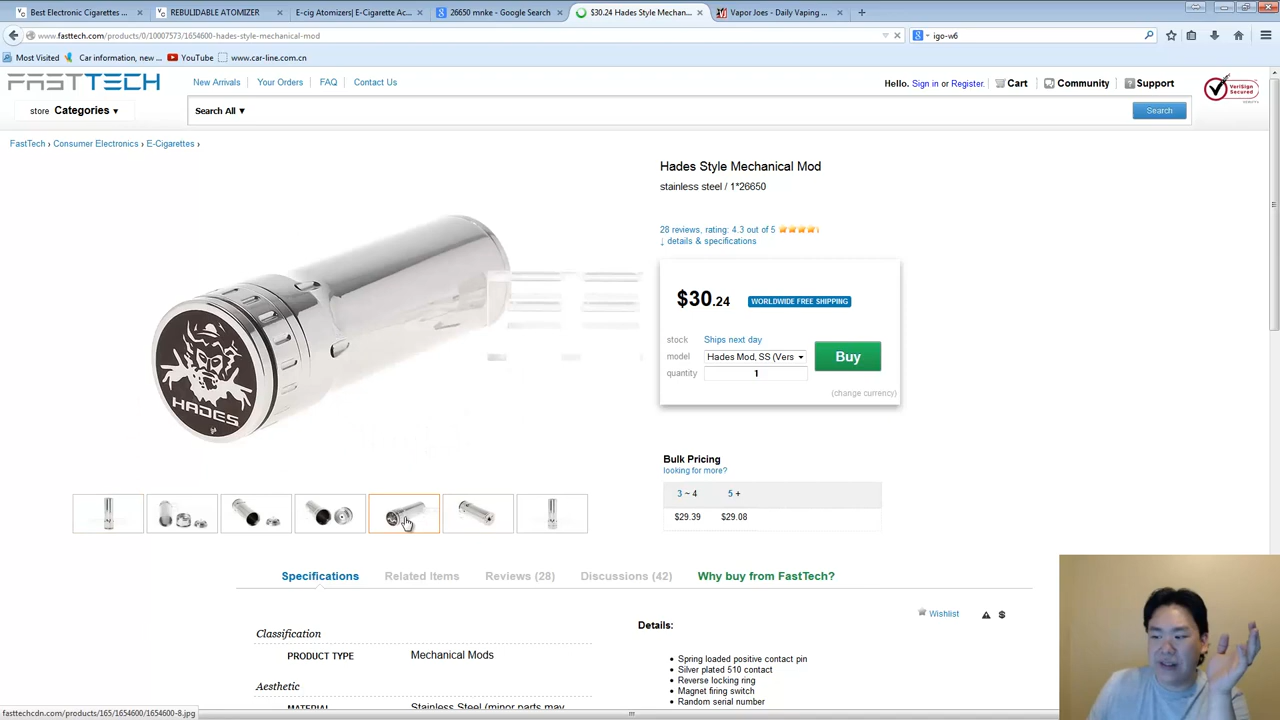 Best Electronic Cigarettes ...
REBUILDABLE ATOMIZER
E-cig Atomizers| E-Cigarette Ac...
26650 mnke - Google Search
$30.24 Hades Style Mechan...
Vapor Joes - Daily Vaping ...
www.fasttech.com/products/0/10007573/1654600-hades-style-mechanical-mod
igo-w6
Most Visited
Car information, new ...
YouTube
www.car-line.com.cn
FASTTECH
New Arrivals
Your Orders
FAQ
Contact Us
Hello. Sign in or Register.
Cart
Community
Support
VeriSign
Secured
store Categories ▼
Search All ▼
Search
FastTech › Consumer Electronics › E-Cigarettes ›
Hades Style Mechanical Mod
stainless steel / 1*26650
28 reviews, rating: 4.3 out of 5
↓ details & specifications
$30.24
WORLDWIDE FREE SHIPPING
stock
Ships next day
model
Hades Mod, SS (Vers
quantity
1
Buy
(change currency)
HADES
Bulk Pricing
looking for more?
3 ~ 4
5 +
$29.39
$29.08
Specifications
Related Items
Reviews (28)
Discussions (42)
Why buy from FastTech?
Wishlist
Classification
PRODUCT TYPE
Mechanical Mods
Aesthetic
MATERIAL
Stainless Steel (minor parts may
Details:
Spring loaded positive contact pin
Silver plated 510 contact
Reverse locking ring
Magnet firing switch
Random serial number
fasttechcdn.com/products/165/1654600/1654600-8.jpg